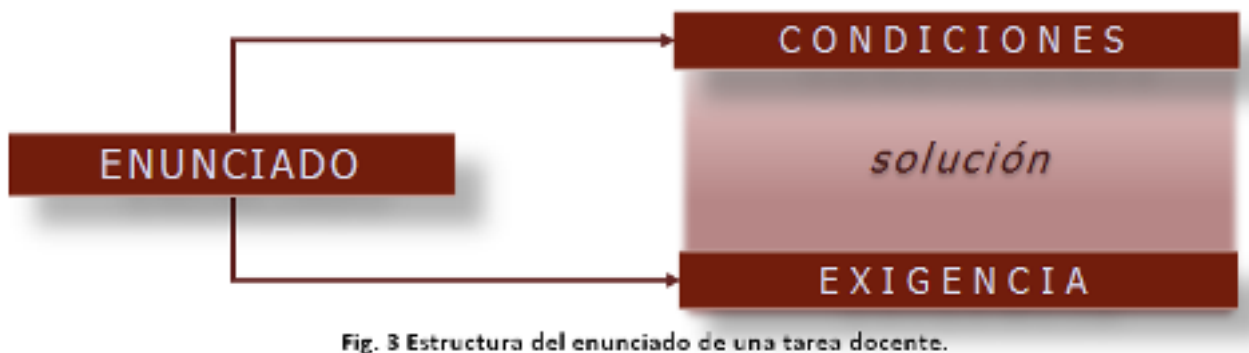 CONDICIONES
ENUNCIADO
solución
EXIGENCIA
Fig. 3 Estructura del enunciado de una tarea docente.